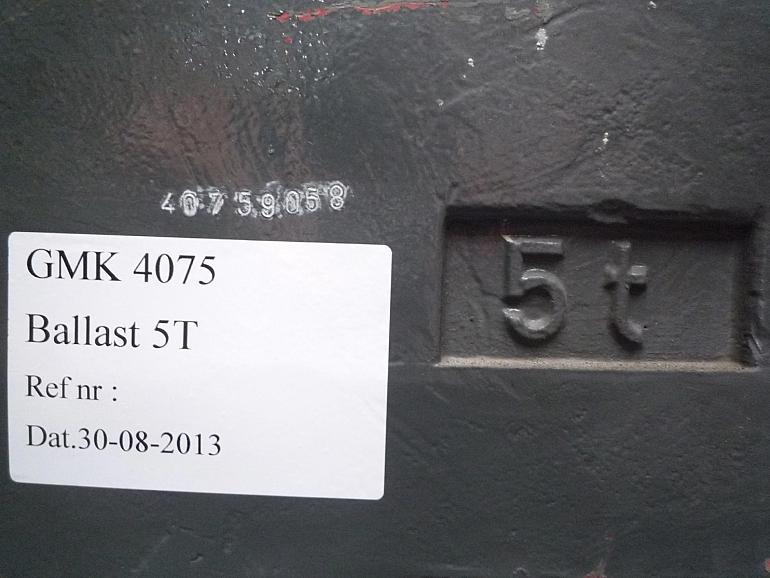 40759058
GMK 4075
Ballast 5T
Ref nr :
Dat.30-08-2013
5t